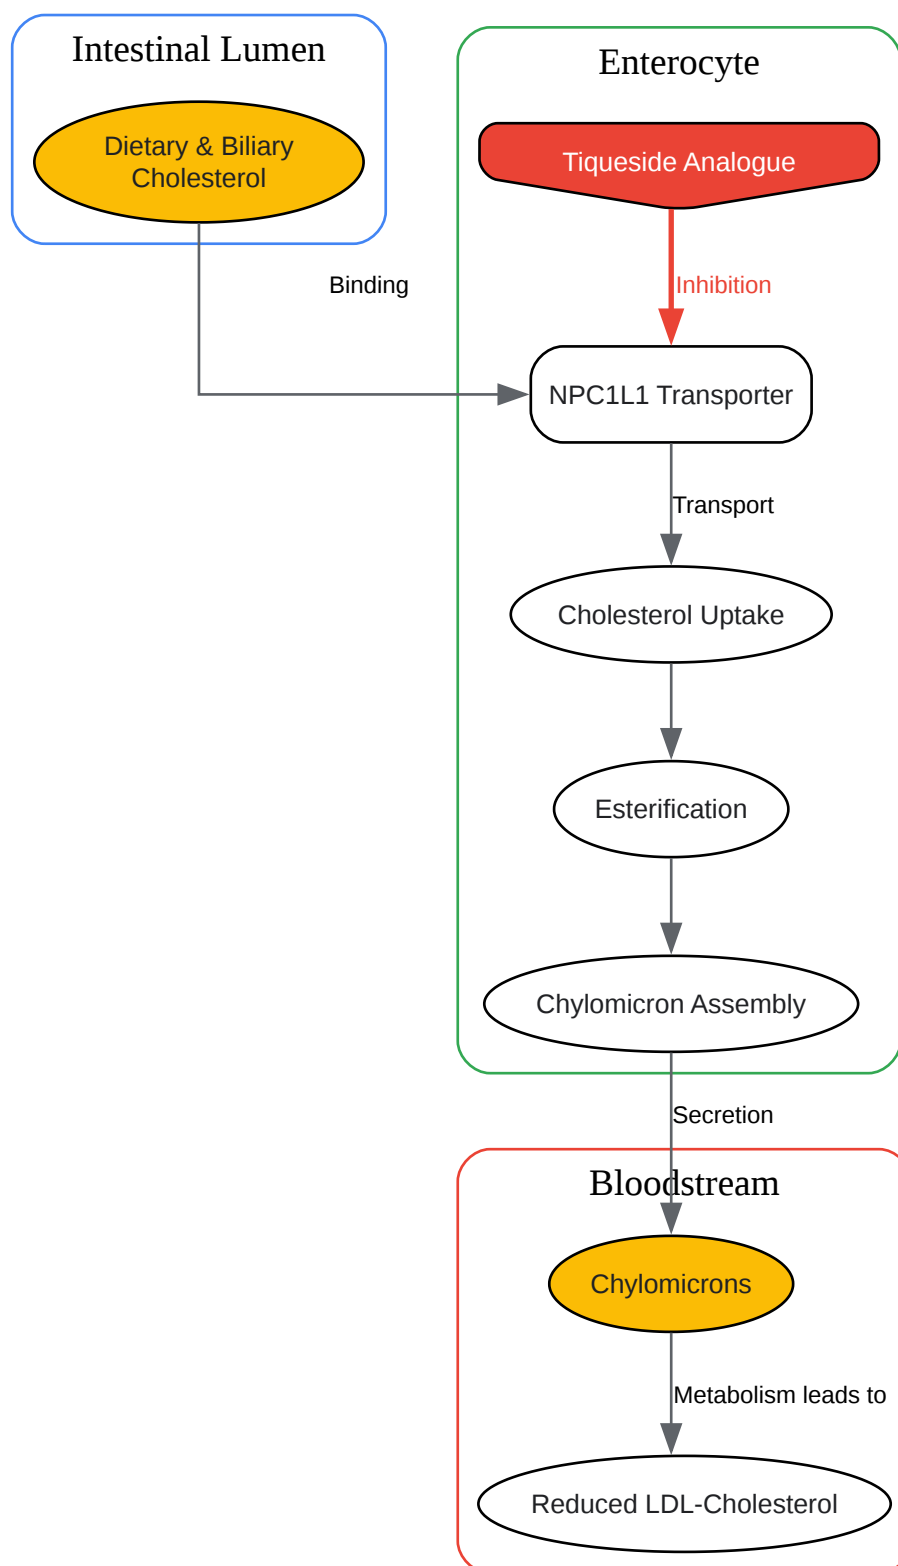 Intestinal Lumen
Dietary & Biliary
Cholesterol
Binding
Enterocyte
Tiqueside Analogue
Inhibition
NPC1L1 Transporter
Transport
Cholesterol Uptake
Esterification
Chylomicron Assembly
Secretion
Bloodstream
Chylomicrons
Metabolism leads to
Reduced LDL-Cholesterol